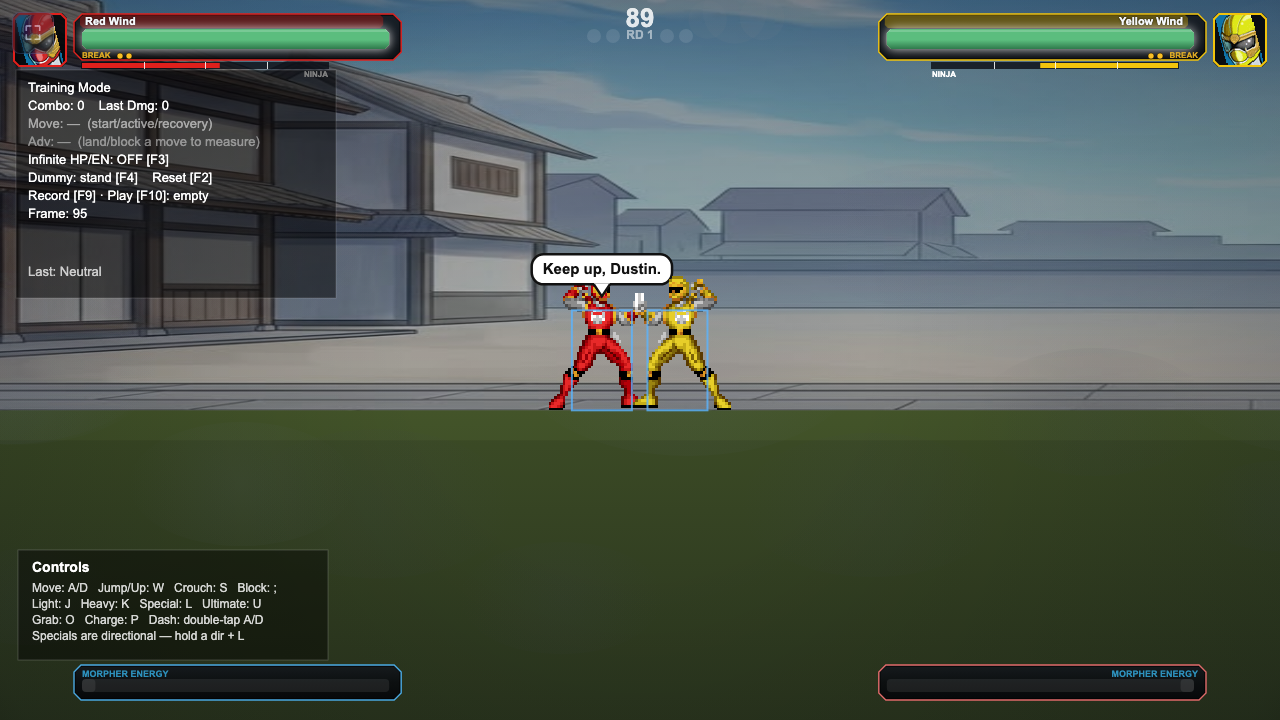 Red Wind
BREAK
NINJA
89
RD 1
Yellow Wind
BREAK
NINJA
Training Mode
Combo: 0 Last Dmg: 0
Move: — (start/active/recovery)
Adv: — (land/block a move to measure)
Infinite HP/EN: OFF [F3]
Dummy: stand [F4] Reset [F2]
Record [F9] · Play [F10]: empty
Frame: 95
Last: Neutral
Keep up, Dustin.
Controls
Move: A/D Jump/Up: W Crouch: S Block: ;
Light: J Heavy: K Special: L Ultimate: U
Grab: O Charge: P Dash: double-tap A/D
Specials are directional — hold a dir + L
MORPHER ENERGY
MORPHER ENERGY